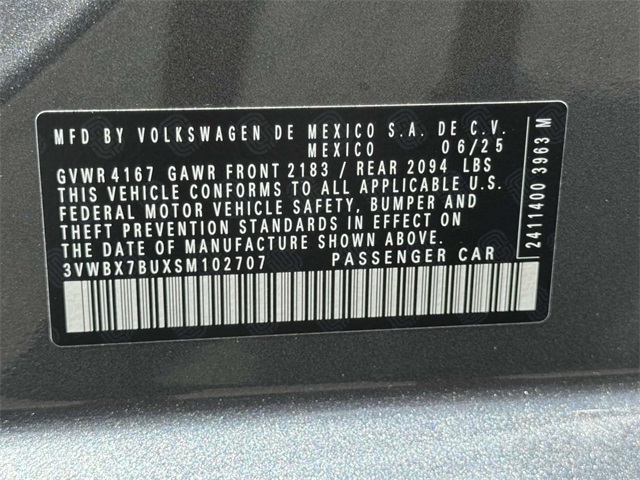 MFD BY VOLKSWAGEN DE MEXICO S.A. DE C.V.
MEXICO 06/25
GVWR 4167 GAWR FRONT 2183 / REAR 2094 LBS
THIS VEHICLE CONFORMS TO ALL APPLICABLE U.S.
FEDERAL MOTOR VEHICLE SAFETY, BUMPER AND
THEFT PREVENTION STANDARDS IN EFFECT ON
THE DATE OF MANUFACTURE SHOWN ABOVE.
3VWBX7BUXSM102707 PASSENGER CAR
2411400 3963 M